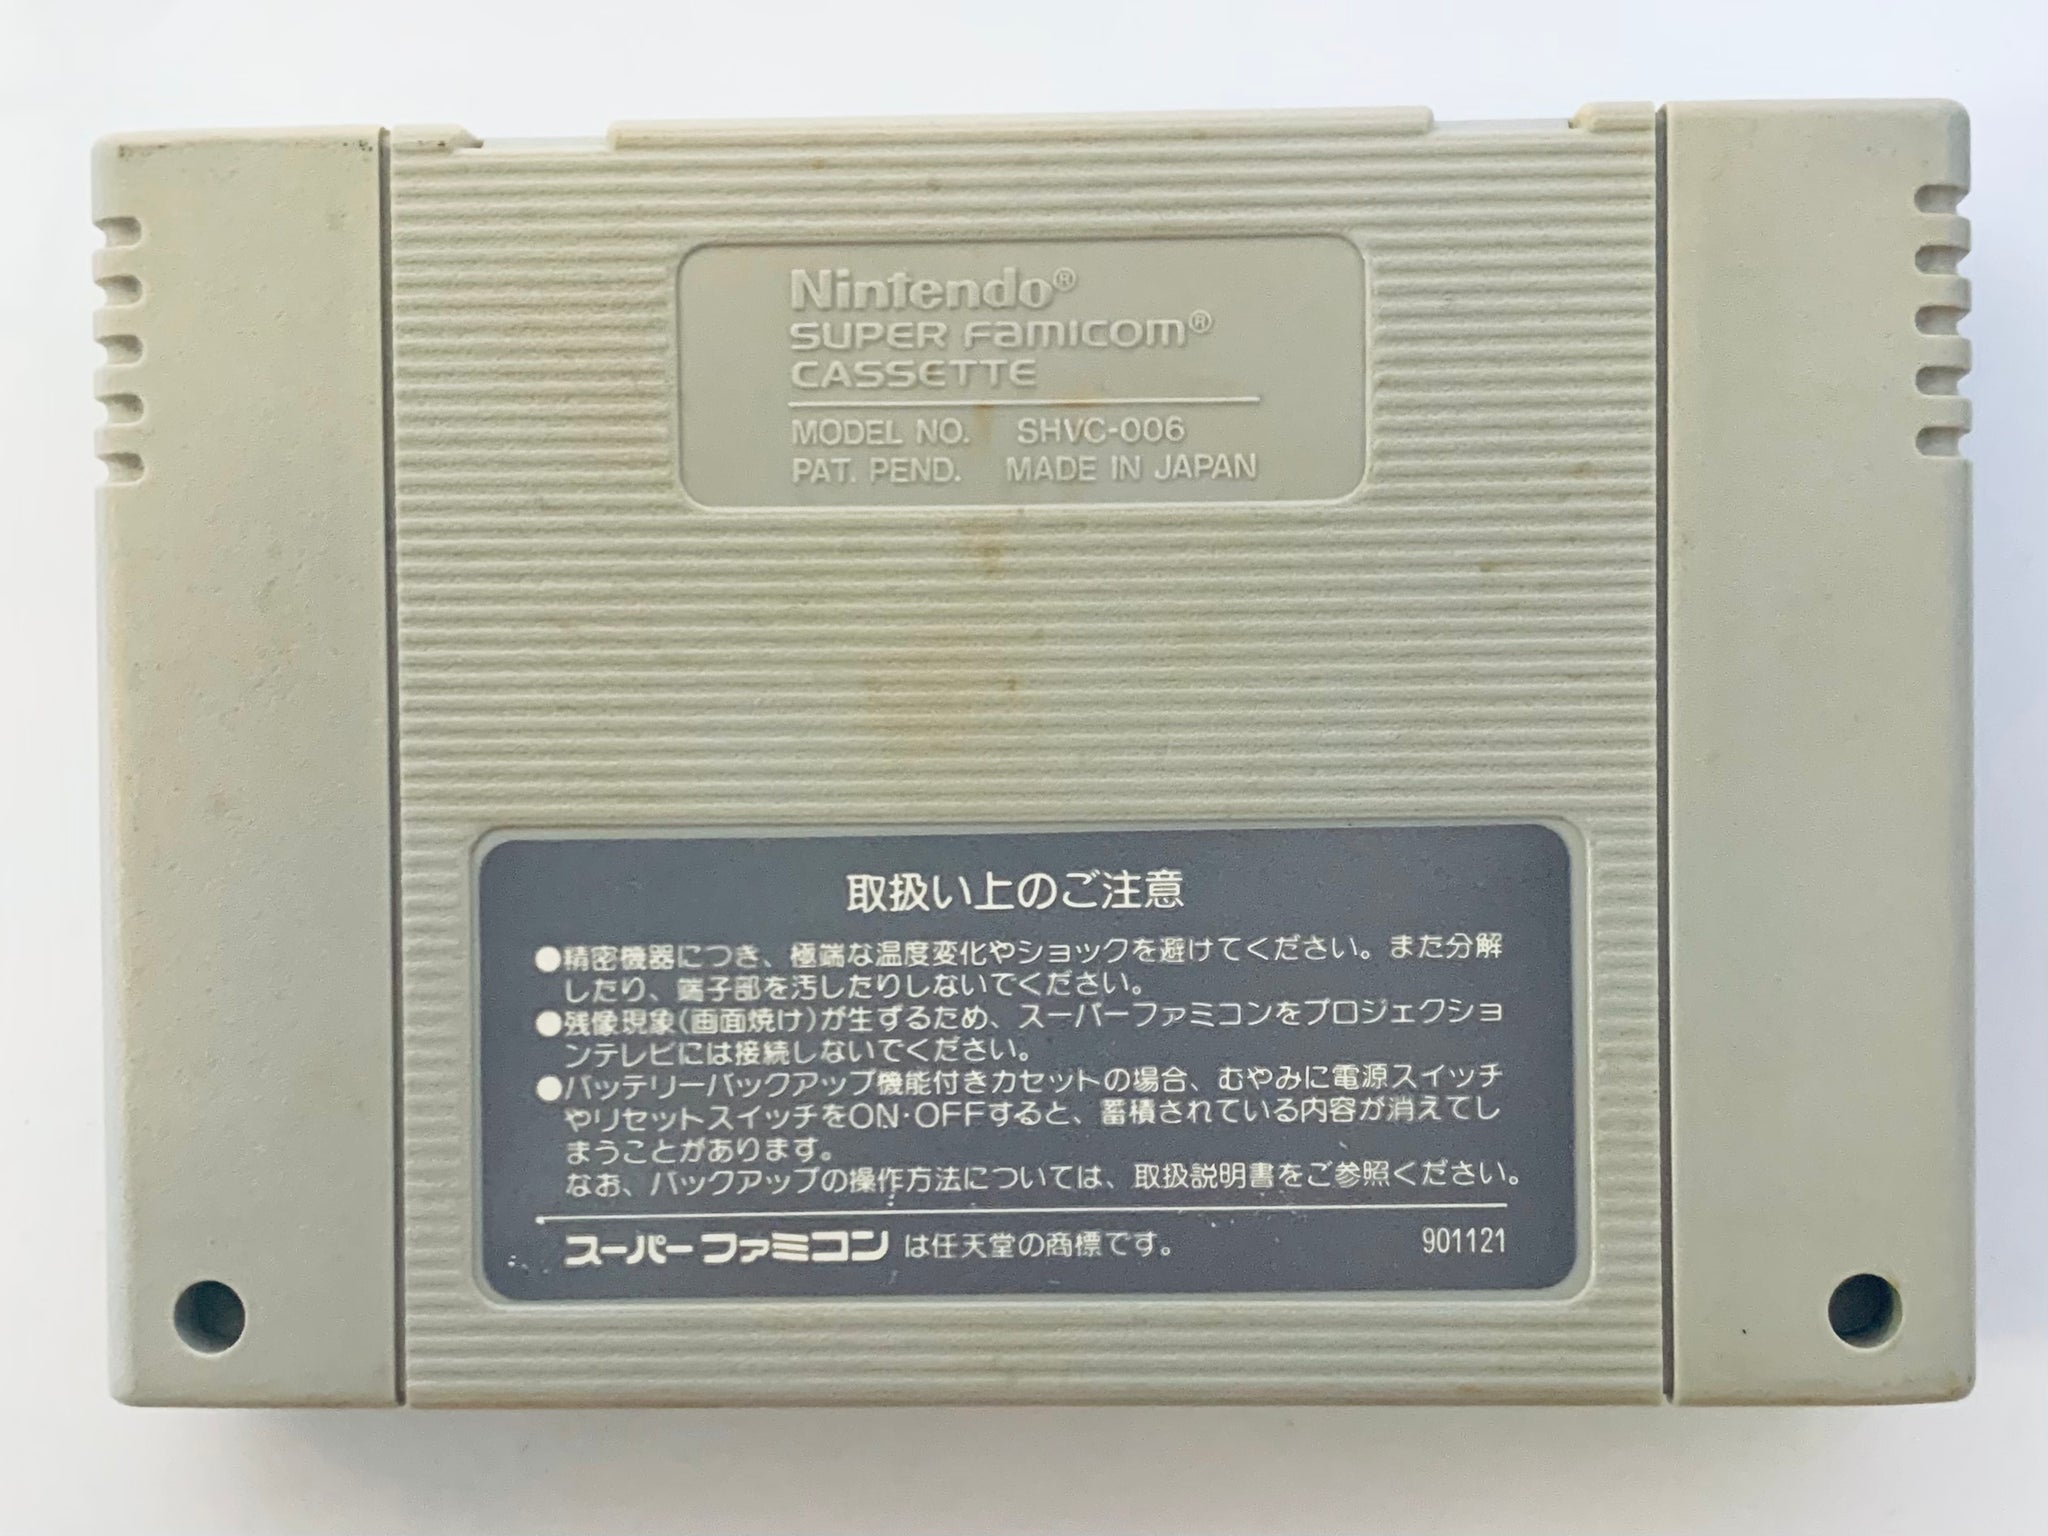 Nintendo®
SUPER FAMICOM®
CASSETTE
MODEL NO. SHVC-006
PAT. PEND. MADE IN JAPAN
取扱い上のご注意
●精密機器につき、極端な温度変化やショックを避けてください。また分解
したり、端子部を汚したりしないでください。
●残像現象(画面焼け)が生ずるため、スーパーファミコンをプロジェクショ
ンテレビには接続しないでください。
●バッテリーバックアップ機能付きカセットの場合、むやみに電源スイッチ
やリセットスイッチをON・OFFすると、蓄積されている内容が消えてし
まうことがあります。
なお、バックアップの操作方法については、取扱説明書をご参照ください。
スーパーファミコン は任天堂の商標です。 901121